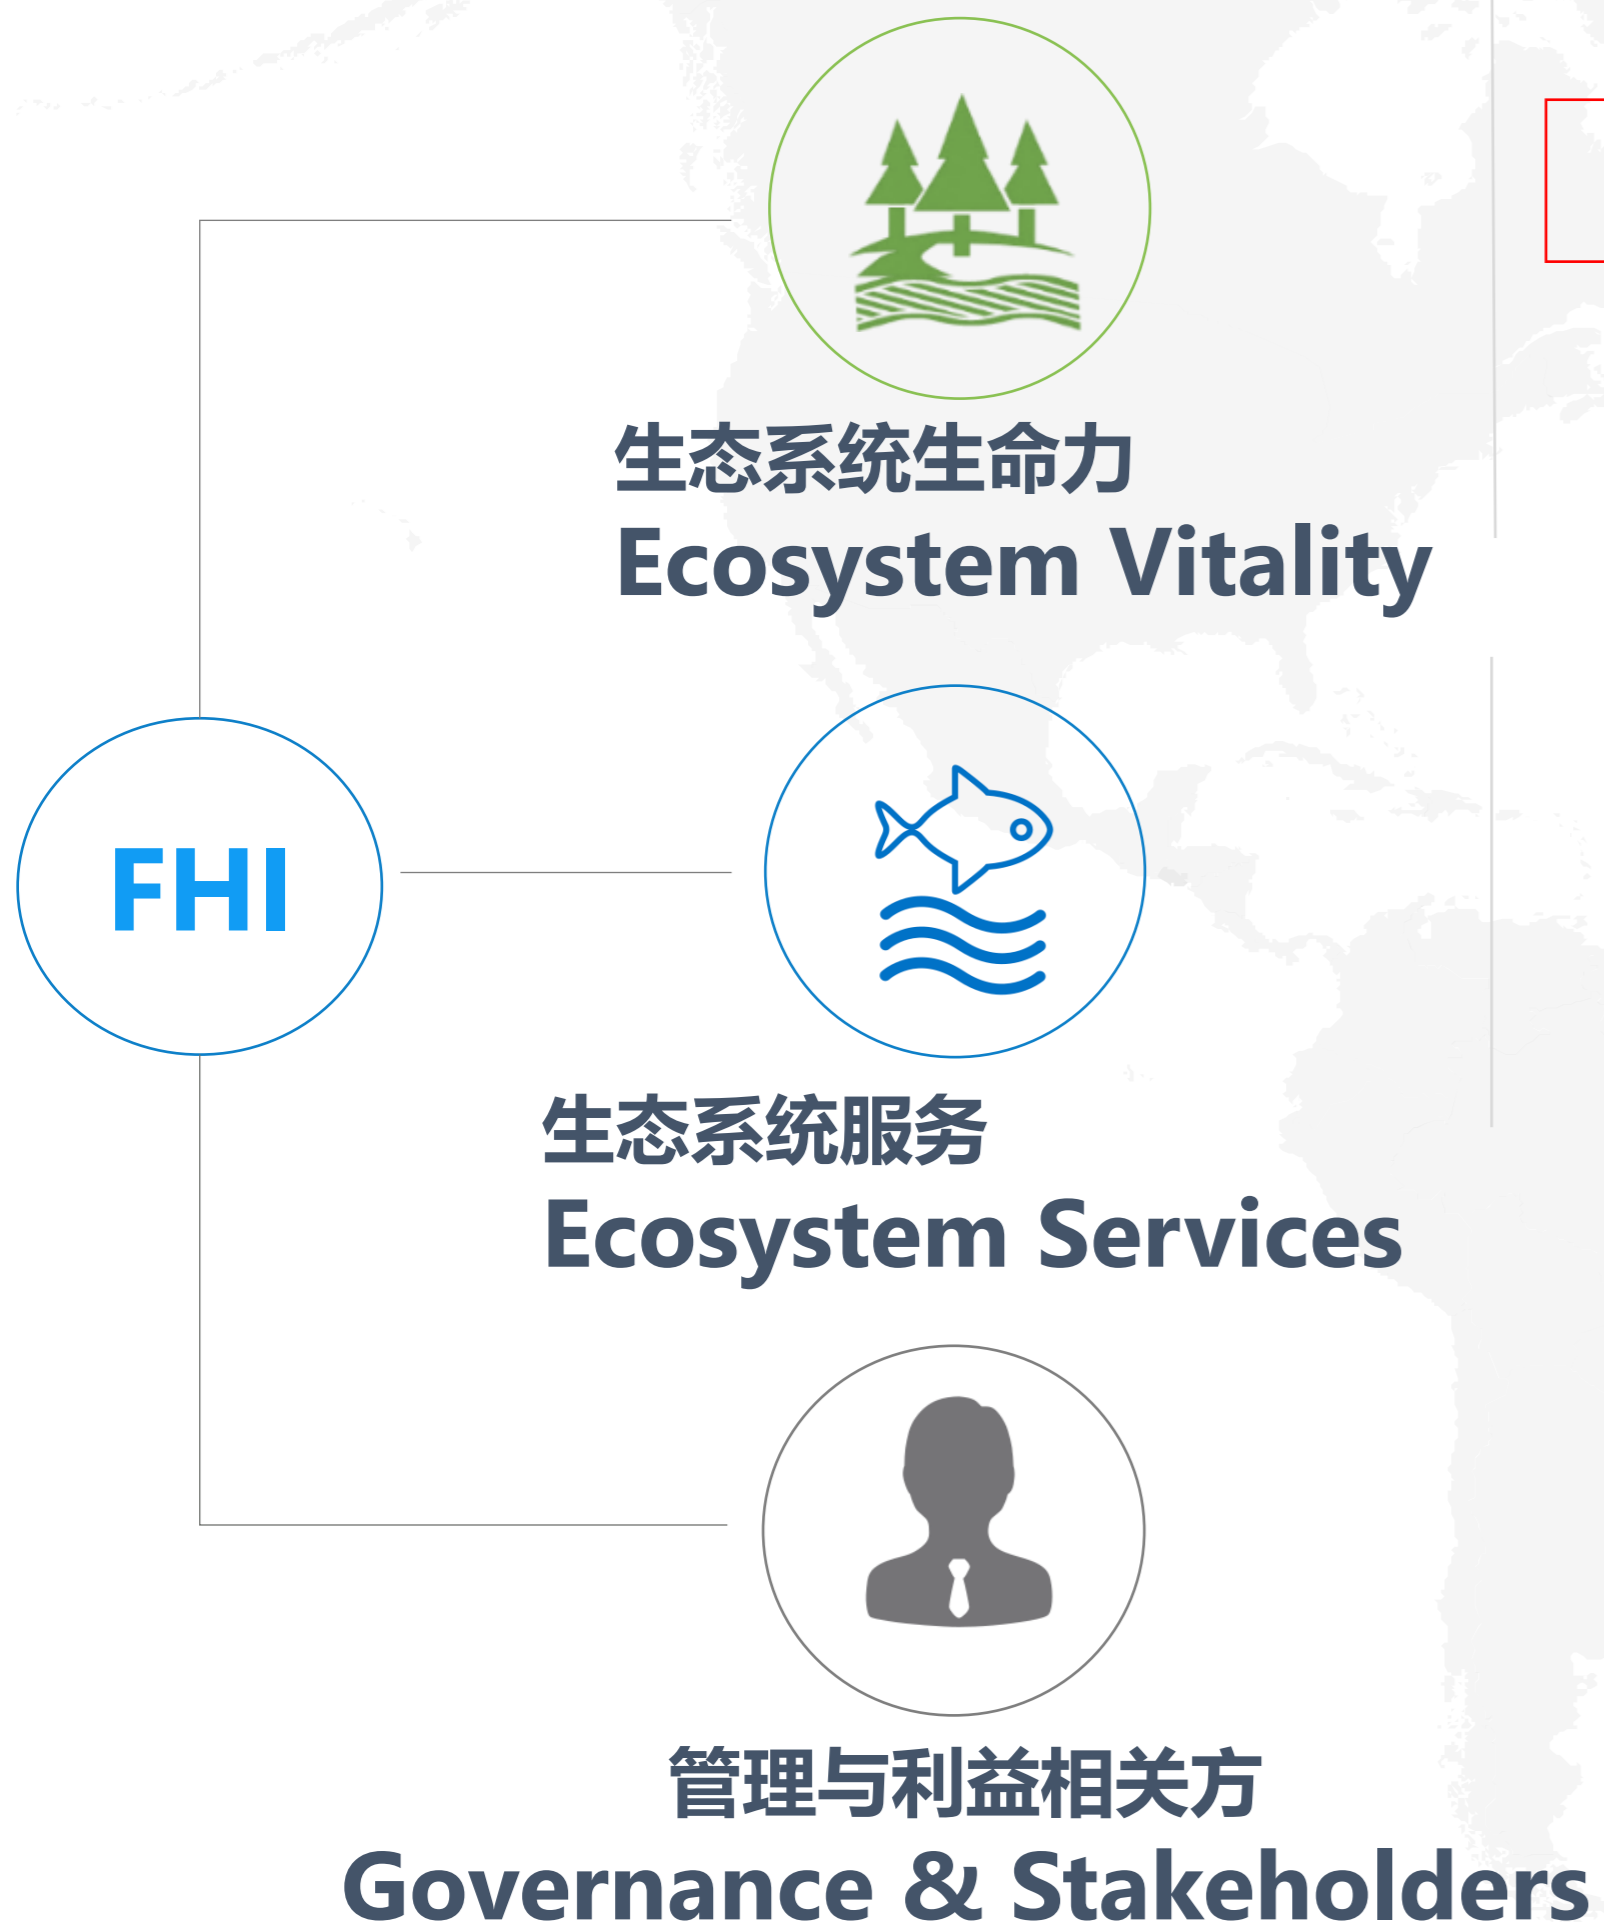 生态系统生命力
Ecosystem Vitality
FHI
生态系统服务
Ecosystem Services
管理与利益相关方
Governance & Stakeholders